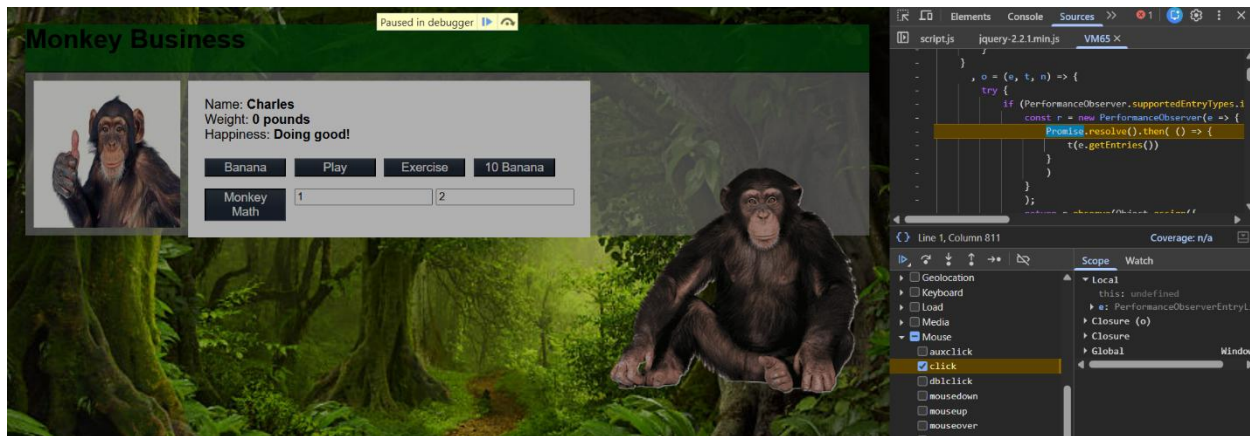 Paused in debugger
Monkey Business
Name: Charles
Weight: 0 pounds
Happiness: Doing good!
Banana
Play
Exercise
10 Banana
Monkey Math
1
2
Elements
Console
Sources
1
script.js
jquery-2.2.1.min.js
VM65
}
}
, o = (e, t, n) => {
try {
if (PerformanceObserver.supportedEntryTypes.i
const r = new PerformanceObserver(e => {
Promise.resolve().then( () => {
t(e.getEntries())
}
)
}
);
{} Line 1, Column 811
Coverage: n/a
Geolocation
Keyboard
Load
Media
Mouse
auxclick
click
dblclick
mousedown
mouseup
mouseover
Scope
Watch
Local
this: undefined
e: PerformanceObserverEntryL
Closure (o)
Closure
Global
Window